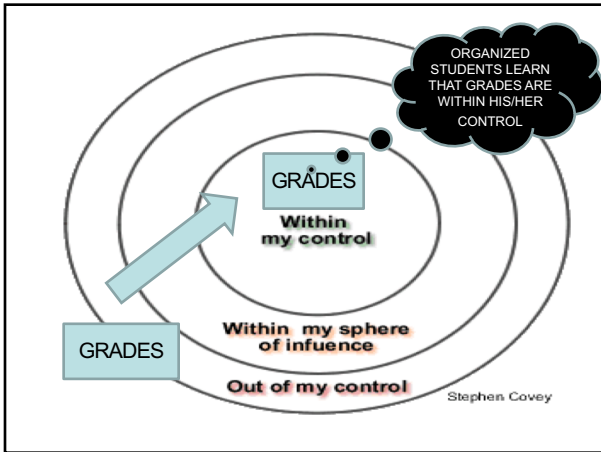 ORGANIZED
STUDENTS LEARN
THAT GRADES ARE
WITHIN HIS/HER
CONTROL
GRADES
Within
my control
Within my sphere
of infuence
GRADES
Out of my control
Stephen Covey